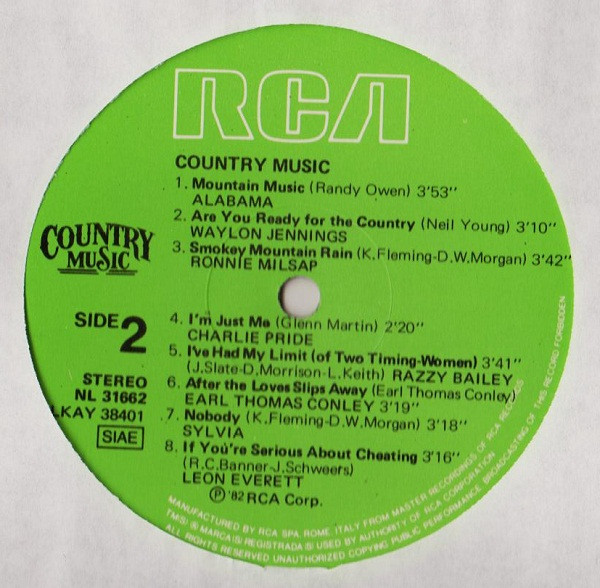 RCA
COUNTRY MUSIC
1. Mountain Music (Randy Owen) 3'53"
ALABAMA
2. Are You Ready for the Country (Neil Young) 3'10"
WAYLON JENNINGS
3. Smokey Mountain Rain (K.Fleming-D.W.Morgan) 3'42"
RONNIE MILSAP
COUNTRY
MUSIC
SIDE 2
STEREO
NL 31662
LKAY 38401
SIAE
4. I'm Just Me (Glenn Martin) 2'20"
CHARLIE PRIDE
5. I've Had My Limit (of Two Timing-Women) 3'41"
(J.Slate-D.Morrison-L.Keith) RAZZY BAILEY
6. After the Loves Slips Away (Earl Thomas Conley)
EARL THOMAS CONLEY 3'19"
7. Nobody (K.Fleming-D.W.Morgan) 3'18"
SYLVIA
8. If You're Serious About Cheating 3'16"
(R.C.Banner-J.Schweers)
LEON EVERETT
Ⓟ '82 RCA Corp.
MANUFACTURED BY RCA SPA. ROME. ITALY FROM MASTER RECORDINGS OF RCA RECORDS
TM(S) ® MARCA(S) REGISTRADA(S) USED BY AUTHORITY OF RCA CORPORATION
ALL RIGHTS RESERVED UNAUTHORIZED COPYING PUBLIC PERFORMANCE. BROADCASTING OF THIS RECORD FORBIDDEN